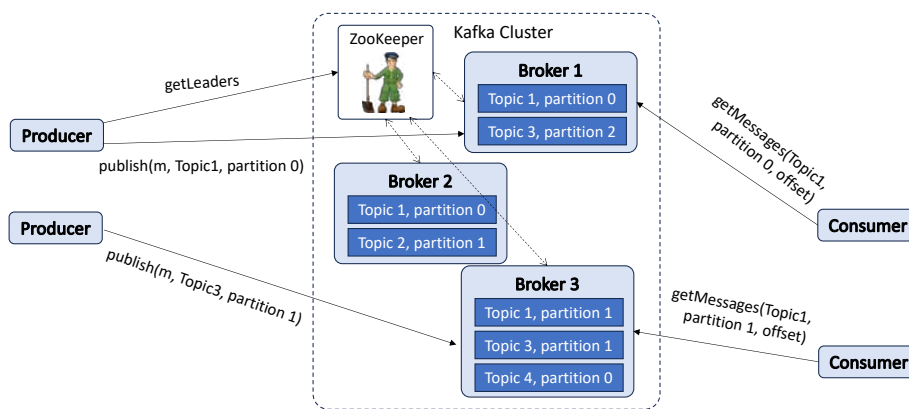 Kafka Cluster
ZooKeeper
Broker 1
Topic 1, partition 0
Topic 3, partition 2
getLeaders
Producer
publish(m, Topic1, partition 0)
getMessages(Topic1,
partition 0, offset)
Broker 2
Topic 1, partition 0
Topic 2, partition 1
Producer
publish(m, Topic3, partition 1)
Consumer
Broker 3
Topic 1, partition 1
Topic 3, partition 1
Topic 4, partition 0
getMessages(Topic1,
partition 1, offset)
Consumer